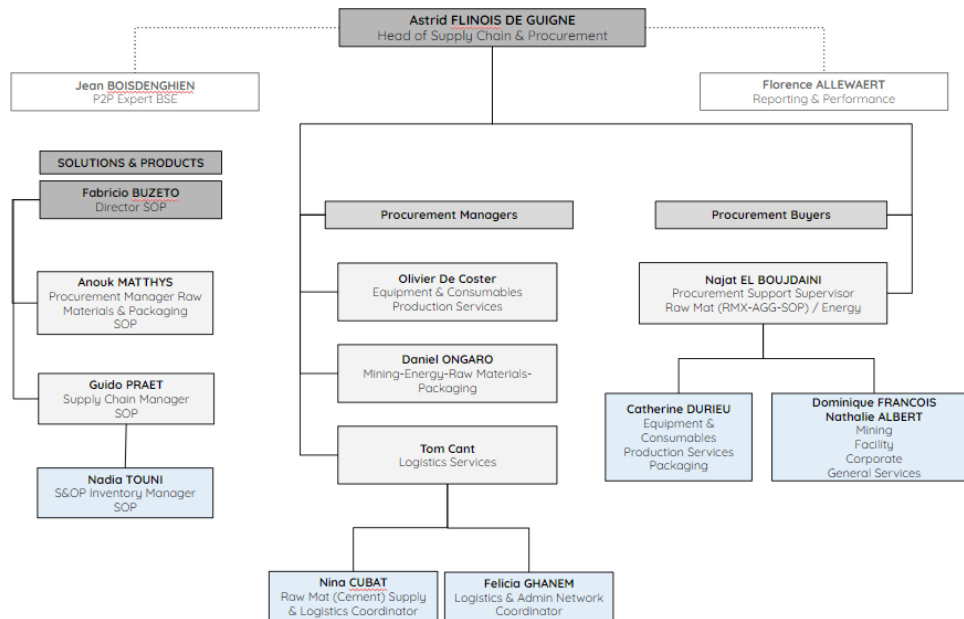 Astrid FLINOIS DE GUIGNE
Head of Supply Chain & Procurement
Jean BOISDENGHIEN
P2P Expert BSE
Florence ALLEWAERT
Reporting & Performance
SOLUTIONS & PRODUCTS
Fabricio BUZETO
Director SOP
Anouk MATTHYS
Procurement Manager Raw
Materials & Packaging
SOP
Guido PRAET
Supply Chain Manager
SOP
Nadia TOUNI
S&OP Inventory Manager
SOP
Procurement Managers
Olivier De Coster
Equipment & Consumables
Production Services
Daniel ONGARO
Mining-Energy-Raw Materials-
Packaging
Tom Cant
Logistics Services
Nina CUBAT
Raw Mat (Cement) Supply
& Logistics Coordinator
Felicia GHANEM
Logistics & Admin Network
Coordinator
Procurement Buyers
Najat EL BOUJDAINI
Procurement Support Supervisor
Raw Mat (RMX-AGG-SOP) / Energy
Catherine DURIEU
Equipment &
Consumables
Production Services
Packaging
Dominique FRANCOIS
Nathalie ALBERT
Mining
Facility
Corporate
General Services